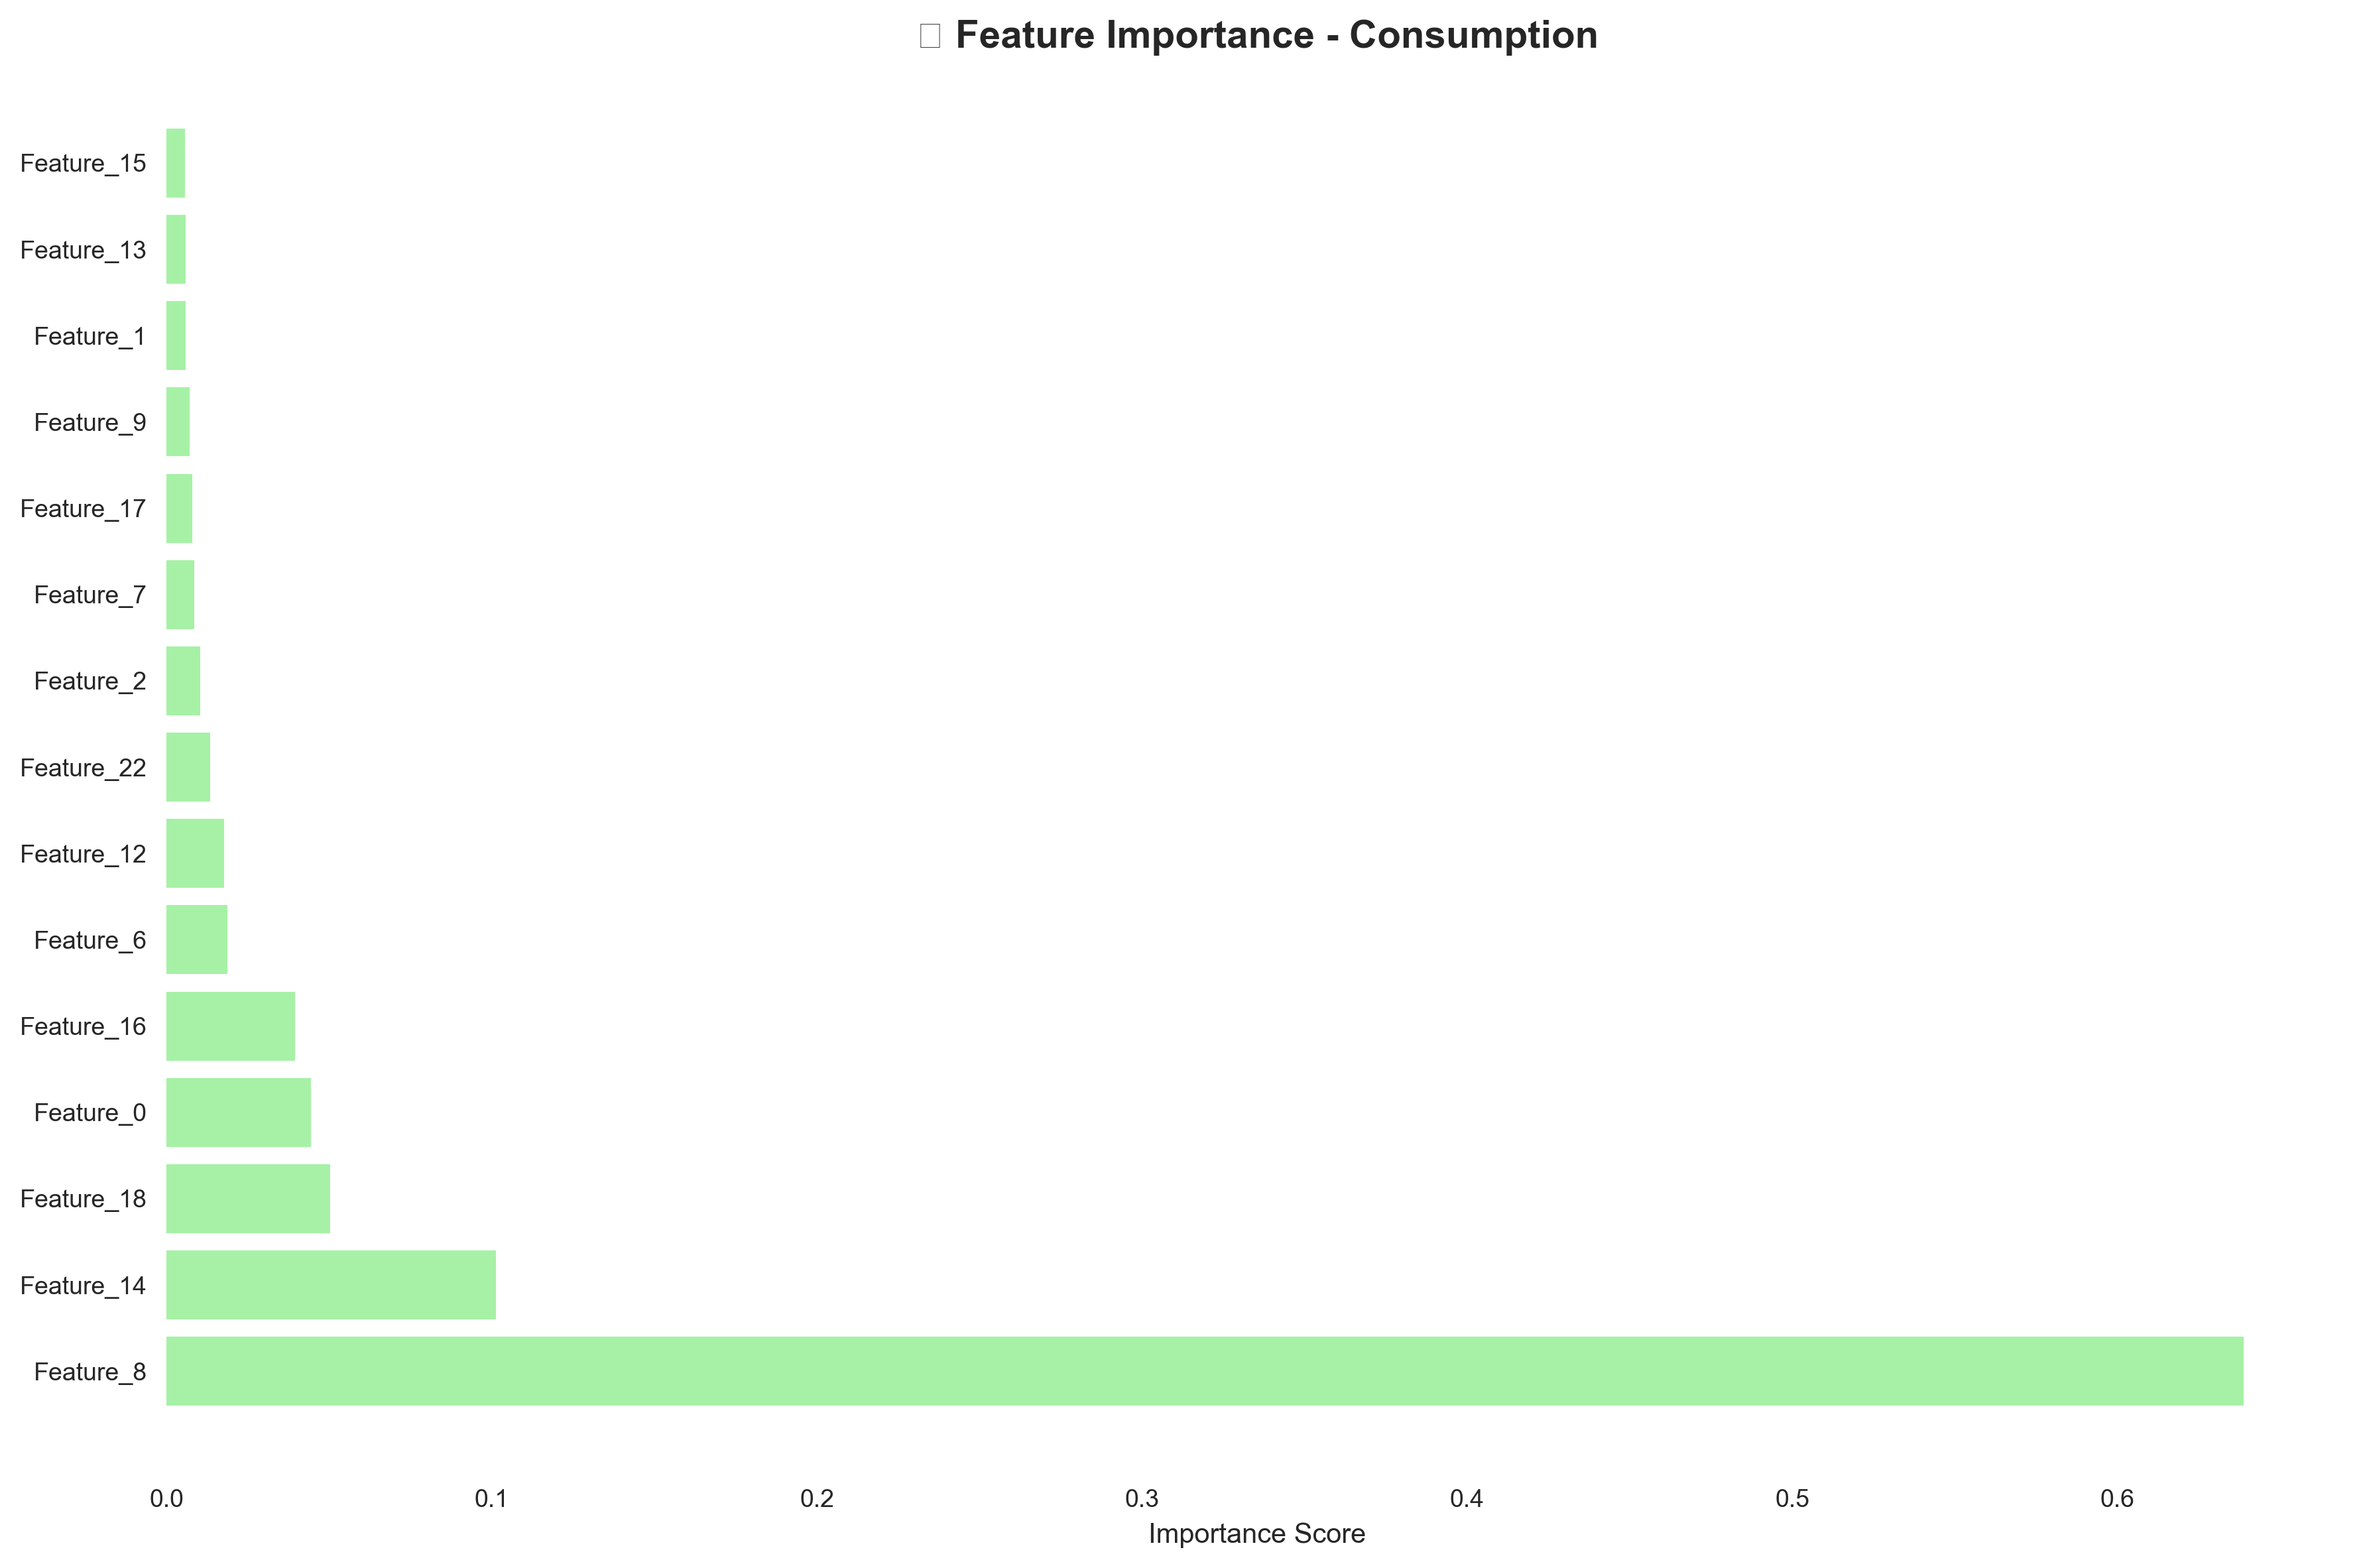 Feature Importance - Consumption
Feature_15
Feature_13
Feature_1
Feature_9
Feature_17
Feature_7
Feature_2
Feature_22
Feature_12
Feature_6
Feature_16
Feature_0
Feature_18
Feature_14
Feature_8
0.0 0.1 0.2 0.3 0.4 0.5 0.6
Importance Score